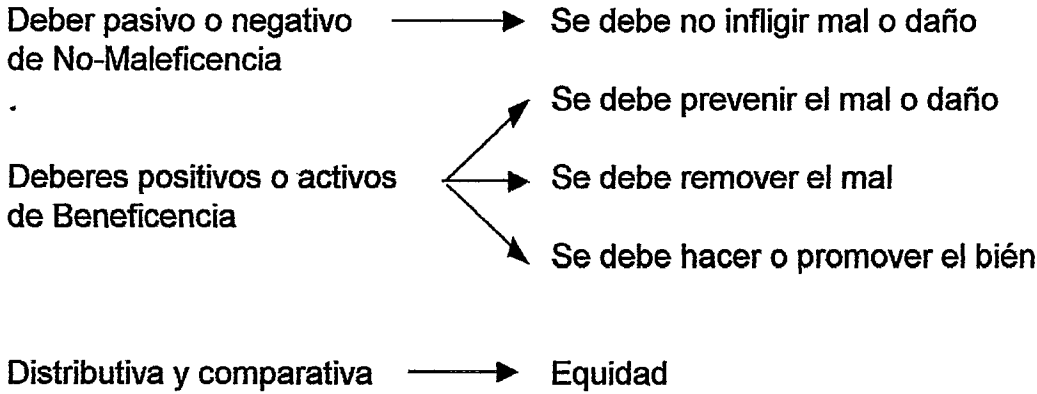 Deber pasivo o negativo
de No-Maleficencia
Se debe no infligir mal o daño
Se debe prevenir el mal o daño
Deberes positivos o activos
de Beneficencia
Se debe remover el mal
Se debe hacer o promover el bién
Distributiva y comparativa
Equidad